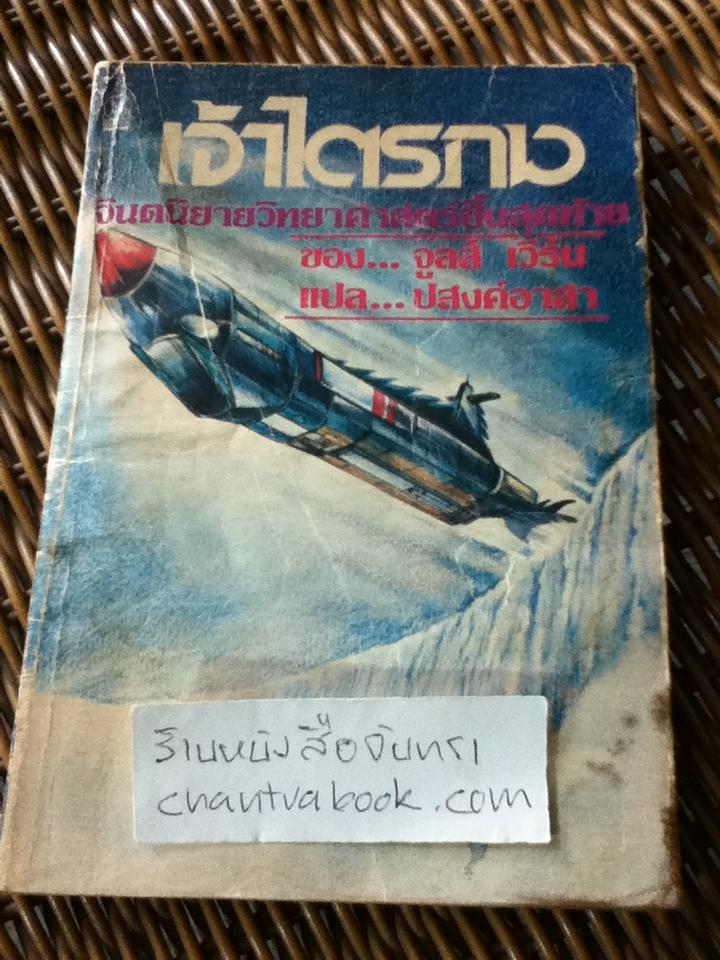 เจ้าไตรภพ
จินตนิยายวิทยาศาสตร์ชิ้นสุดท้าย
ของ... จูลส์ เวิร์น
แปล... ปสงค์อาสา
ร้านหนังสือจันทรา
chantrabook.com